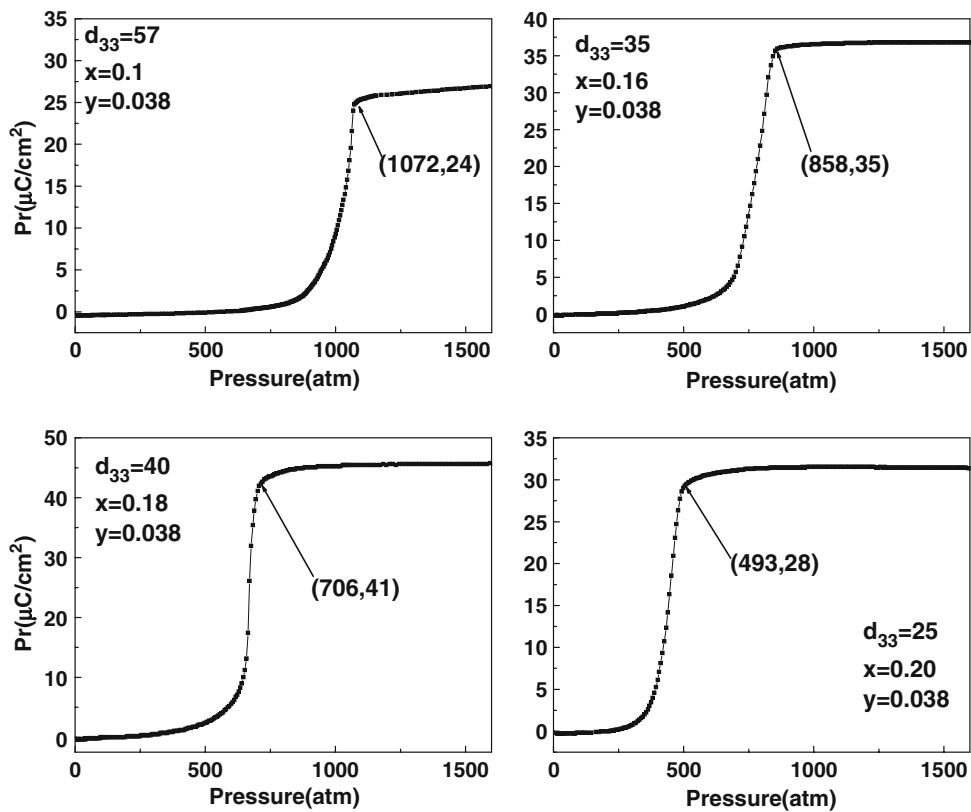 35
30
25
20
15
10
5
0
Pr(μC/cm²)
d₃₃=57
x=0.1
y=0.038
(1072,24)
0 500 1000 1500
Pressure(atm)
40
35
30
25
20
15
10
5
0
d₃₃=35
x=0.16
y=0.038
(858,35)
0 500 1000 1500
Pressure(atm)
50
40
30
20
10
0
Pr(μC/cm²)
d₃₃=40
x=0.18
y=0.038
(706,41)
0 500 1000 1500
Pressure(atm)
35
30
25
20
15
10
5
0
(493,28)
d₃₃=25
x=0.20
y=0.038
0 500 1000 1500
Pressure(atm)